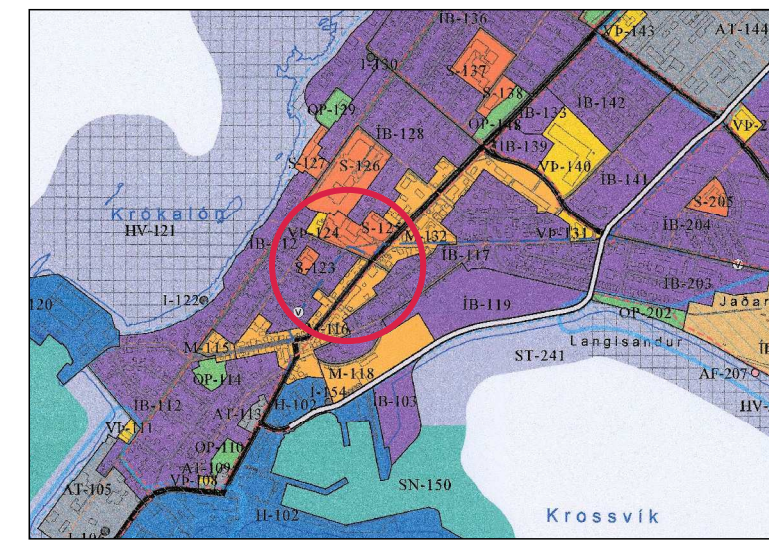 ÍB-136
VÞ-143
AT-144
I-130
S-137
S-138
OP-129
ÍB-133
ÍB-142
OP-148
ÍB-128
ÍB-139
S-127
S-126
VÞ-140
ÍB-141
S-205
Krókalón
HV-121
VÞ-124
M-132
VÞ-131
ÍB-204
ÍB-117
S-123
ÍB-203
I-122
ÍB-119
OP-202
Jaðar
V
M-115
Langisandur
ST-241
OP-114
M-118
AF-207
I-154
ÍB-112
AT-113
H-102
ÍB-103
VÞ-111
OP-110
AT-109
VÞ-108
SN-150
AT-105
H-102
Krossvík